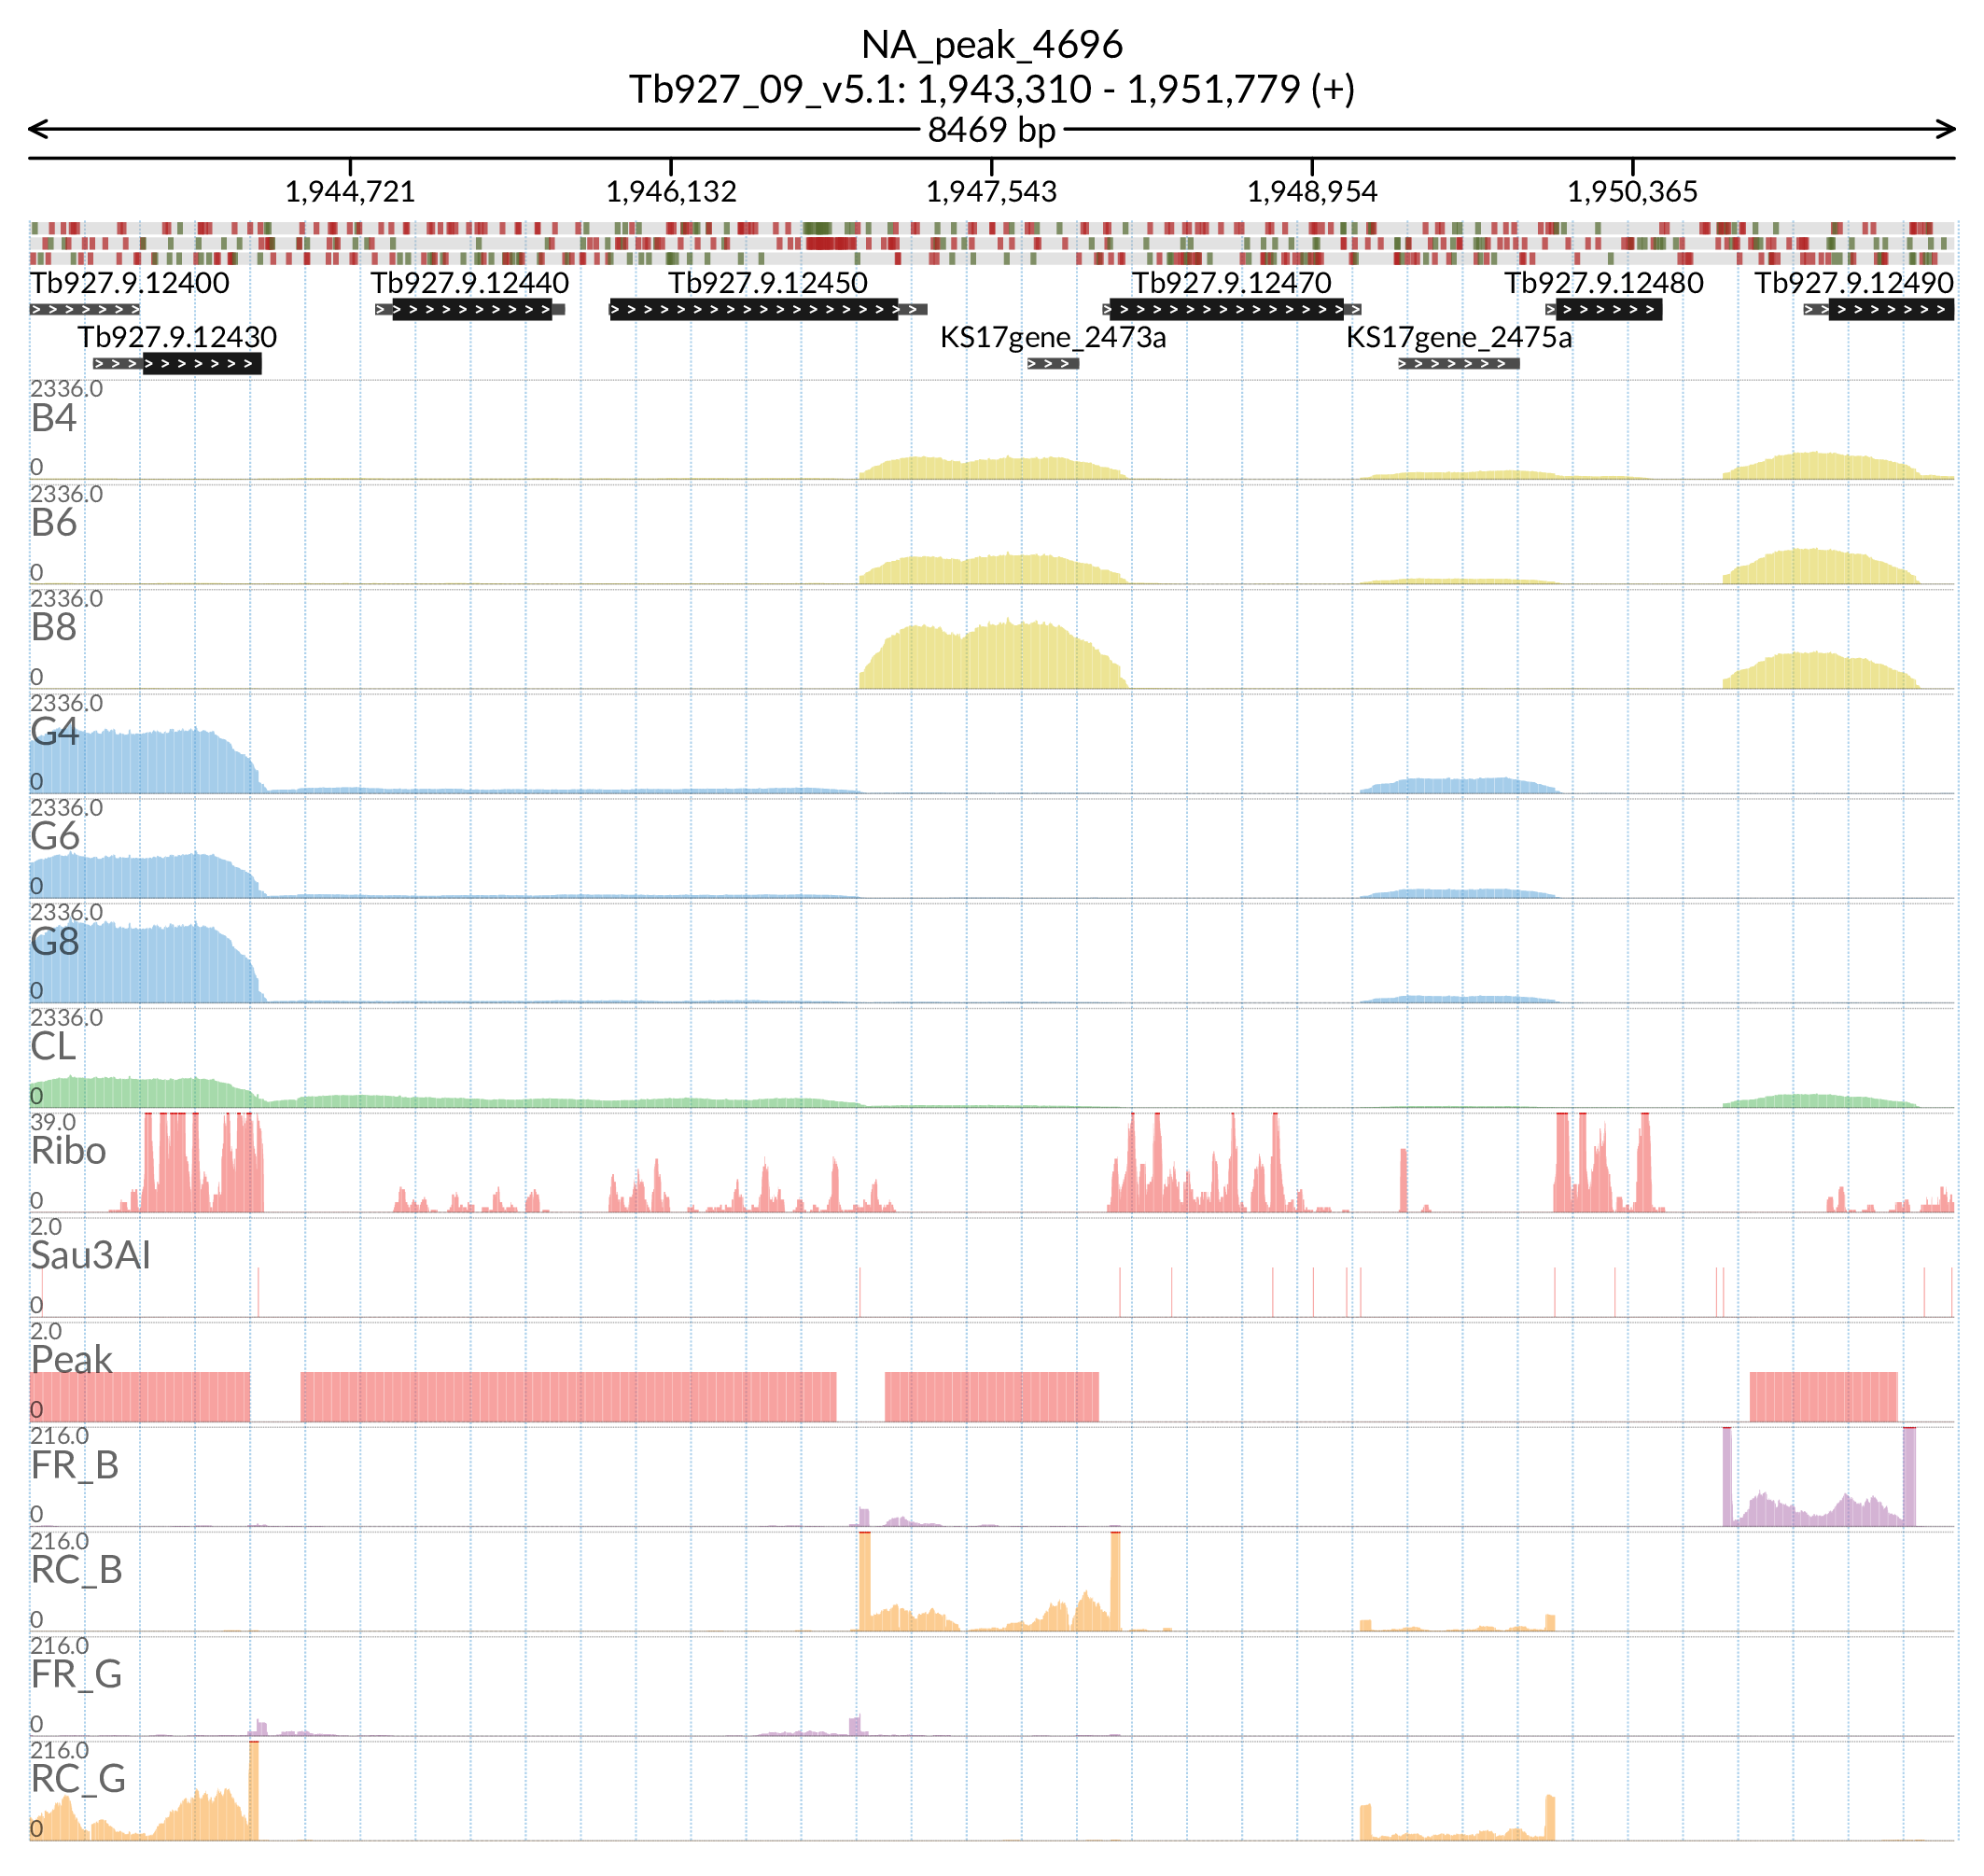 NA_peak_4696
Tb927_09_v5.1: 1,943,310 - 1,951,779 (+)
8469 bp
1,944,721 1,946,132 1,947,543 1,948,954 1,950,365
Tb927.9.12400 Tb927.9.12440 Tb927.9.12450 Tb927.9.12470 Tb927.9.12480 Tb927.9.12490
Tb927.9.12430 KS17gene_2473a KS17gene_2475a
2336.0
B4
0
2336.0
B6
0
2336.0
B8
0
2336.0
G4
0
2336.0
G6
0
2336.0
G8
0
2336.0
CL
0
39.0
Ribo
0
2.0
Sau3AI
0
2.0
Peak
0
216.0
FR_B
0
216.0
RC_B
0
216.0
FR_G
0
216.0
RC_G
0